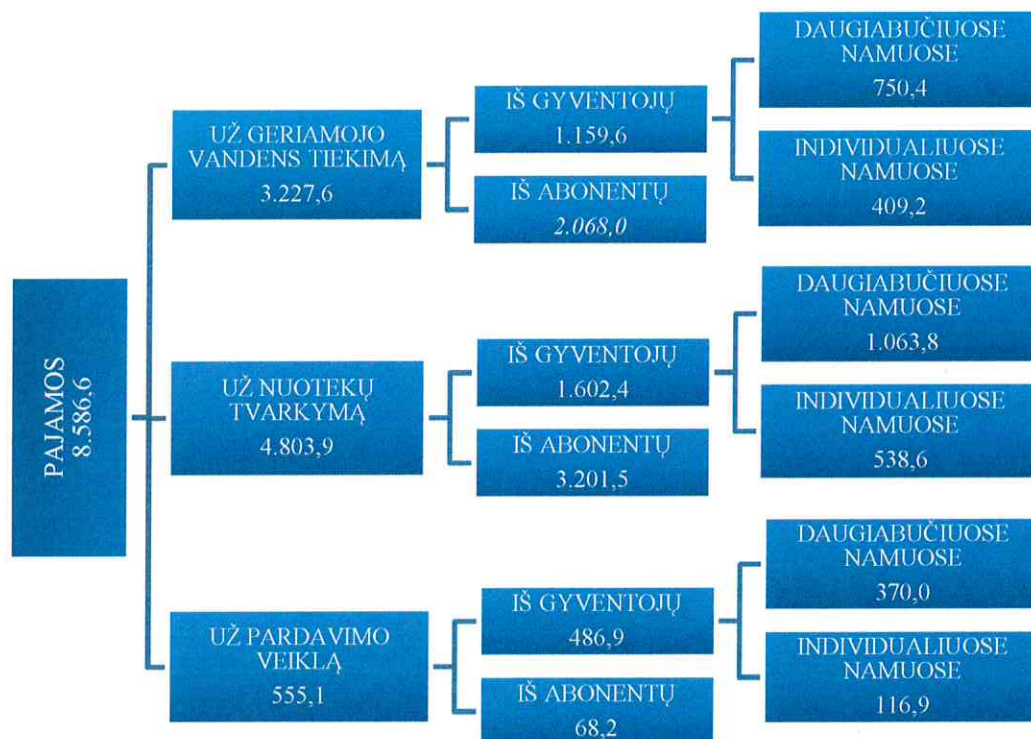 PAJAMOS
8.586,6
UŽ GERIAMOJO
VANDENS TIEKIMĄ
3.227,6
IŠ GYVENTOJŲ
1.159,6
DAUGIABUČIUOSE
NAMUOSE
750,4
INDIVIDUALIUOSE
NAMUOSE
409,2
IŠ ABONENTŲ
2.068,0
UŽ NUOTEKŲ
TVARKYMĄ
4.803,9
IŠ GYVENTOJŲ
1.602,4
DAUGIABUČIUOSE
NAMUOSE
1.063,8
INDIVIDUALIUOSE
NAMUOSE
538,6
IŠ ABONENTŲ
3.201,5
UŽ PARDAVIMO
VEIKLĄ
555,1
IŠ GYVENTOJŲ
486,9
DAUGIABUČIUOSE
NAMUOSE
370,0
INDIVIDUALIUOSE
NAMUOSE
116,9
IŠ ABONENTŲ
68,2